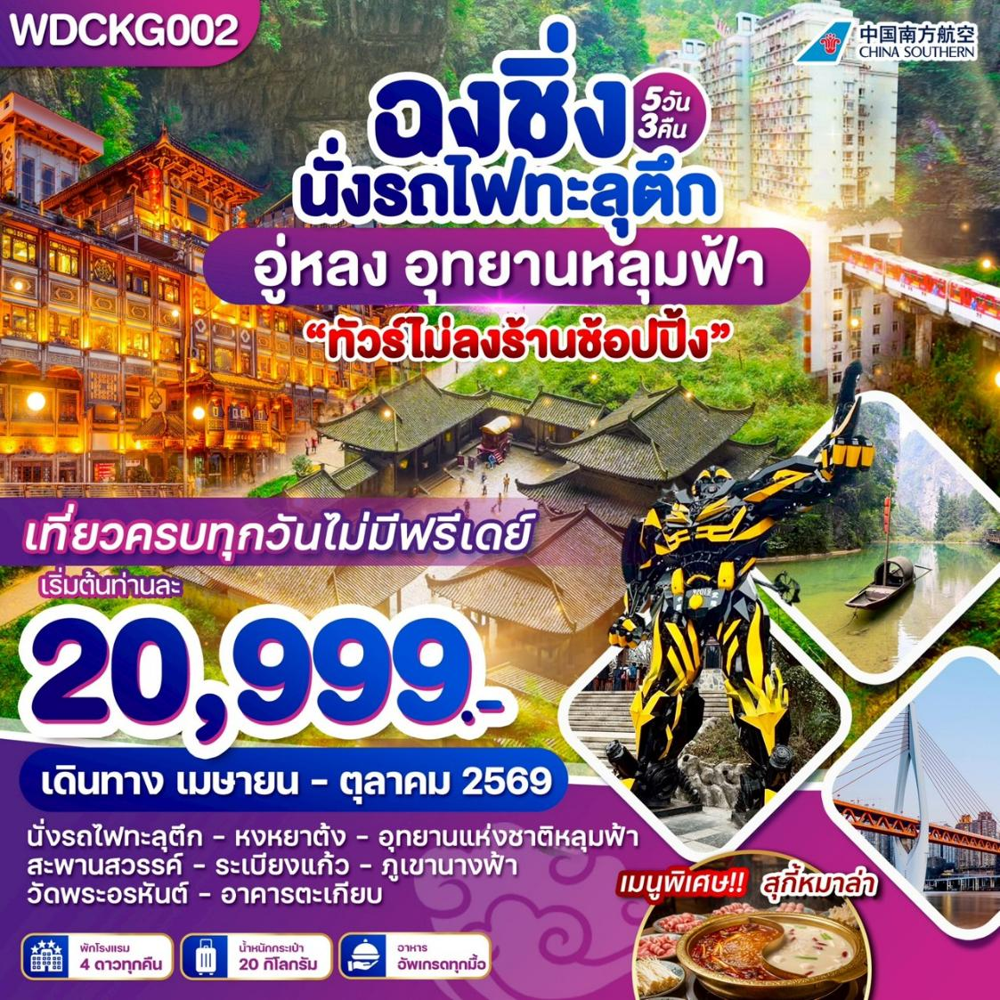 WDCKG002
中国南方航空
CHINA SOUTHERN
ฉงชิ่ง
5วัน
3คืน
นั่งรถไฟทะลุตึก
อู่หลง อุทยานหลุมฟ้า
“ทัวร์ไม่ลงร้านช้อปปิ้ง”
เที่ยวครบทุกวันไม่มีฟรีเดย์
เริ่มต้นท่านละ
20,999.-
เดินทาง เมษายน - ตุลาคม 2569
นั่งรถไฟทะลุตึก - หงหยาต้ง - อุทยานแห่งชาติหลุมฟ้า
สะพานสวรรค์ - ระเบียงแก้ว - ภูเขานางฟ้า
วัดพระอรหันต์ - อาคารตะเกียบ
เมนูพิเศษ!! สุกี้หมาล่า
พักโรงแรม
4 ดาวทุกคืน
น้ำหนักกระเป๋า
20 กิโลกรัม
อาหาร
อัพเกรดทุกมื้อ